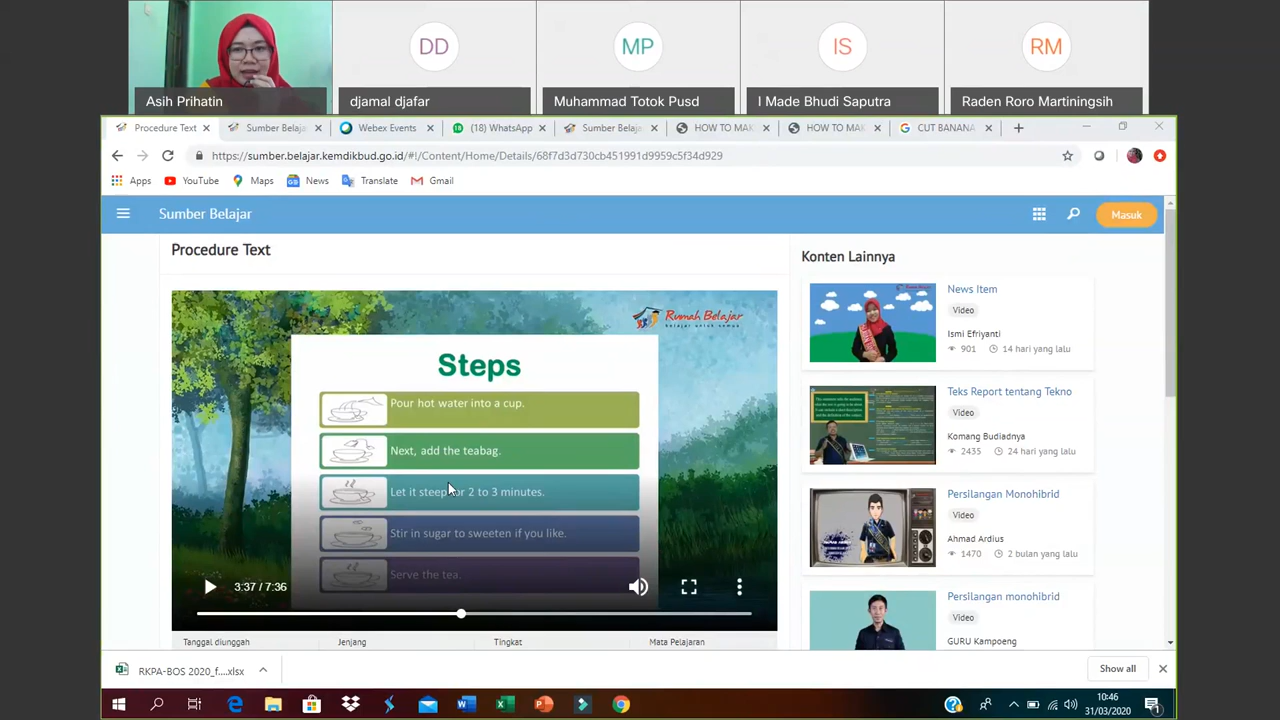 DD
MP
IS
RM
Asih Prihatin
djamal djafar
Muhammad Totok Pusd
I Made Bhudi Saputra
Raden Roro Martiningsih
Procedure Text
Sumber Belaja
Webex Events
(18) WhatsApp
Sumber Belaja
HOW TO MAK
HOW TO MAK
CUT BANANA
https://sumber.belajar.kemdikbud.go.id/#!/Content/Home/Details/68f7d3d730cb451991d9959c5f34d929
Apps
YouTube
Maps
News
Translate
Gmail
Sumber Belajar
Masuk
Procedure Text
Rumah Belajar
belajar untuk semua
Steps
Pour hot water into a cup.
Next, add the teabag.
Let it steep for 2 to 3 minutes.
Stir in sugar to sweeten if you like.
Serve the tea.
3:37 / 7:36
Tanggal diunggah
Jenjang
Tingkat
Mata Pelajaran
Konten Lainnya
News Item
Video
Ismi Efriyanti
901
14 hari yang lalu
Teks Report tentang Tekno
Video
Komang Budiadnya
2435
24 hari yang lalu
Persilangan Monohibrid
Video
Ahmad Ardius
1470
2 bulan yang lalu
Persilangan monohibrid
Video
GURU Kampoeng
RKPA-BOS 2020_f....xlsx
Show all
10:46
31/03/2020